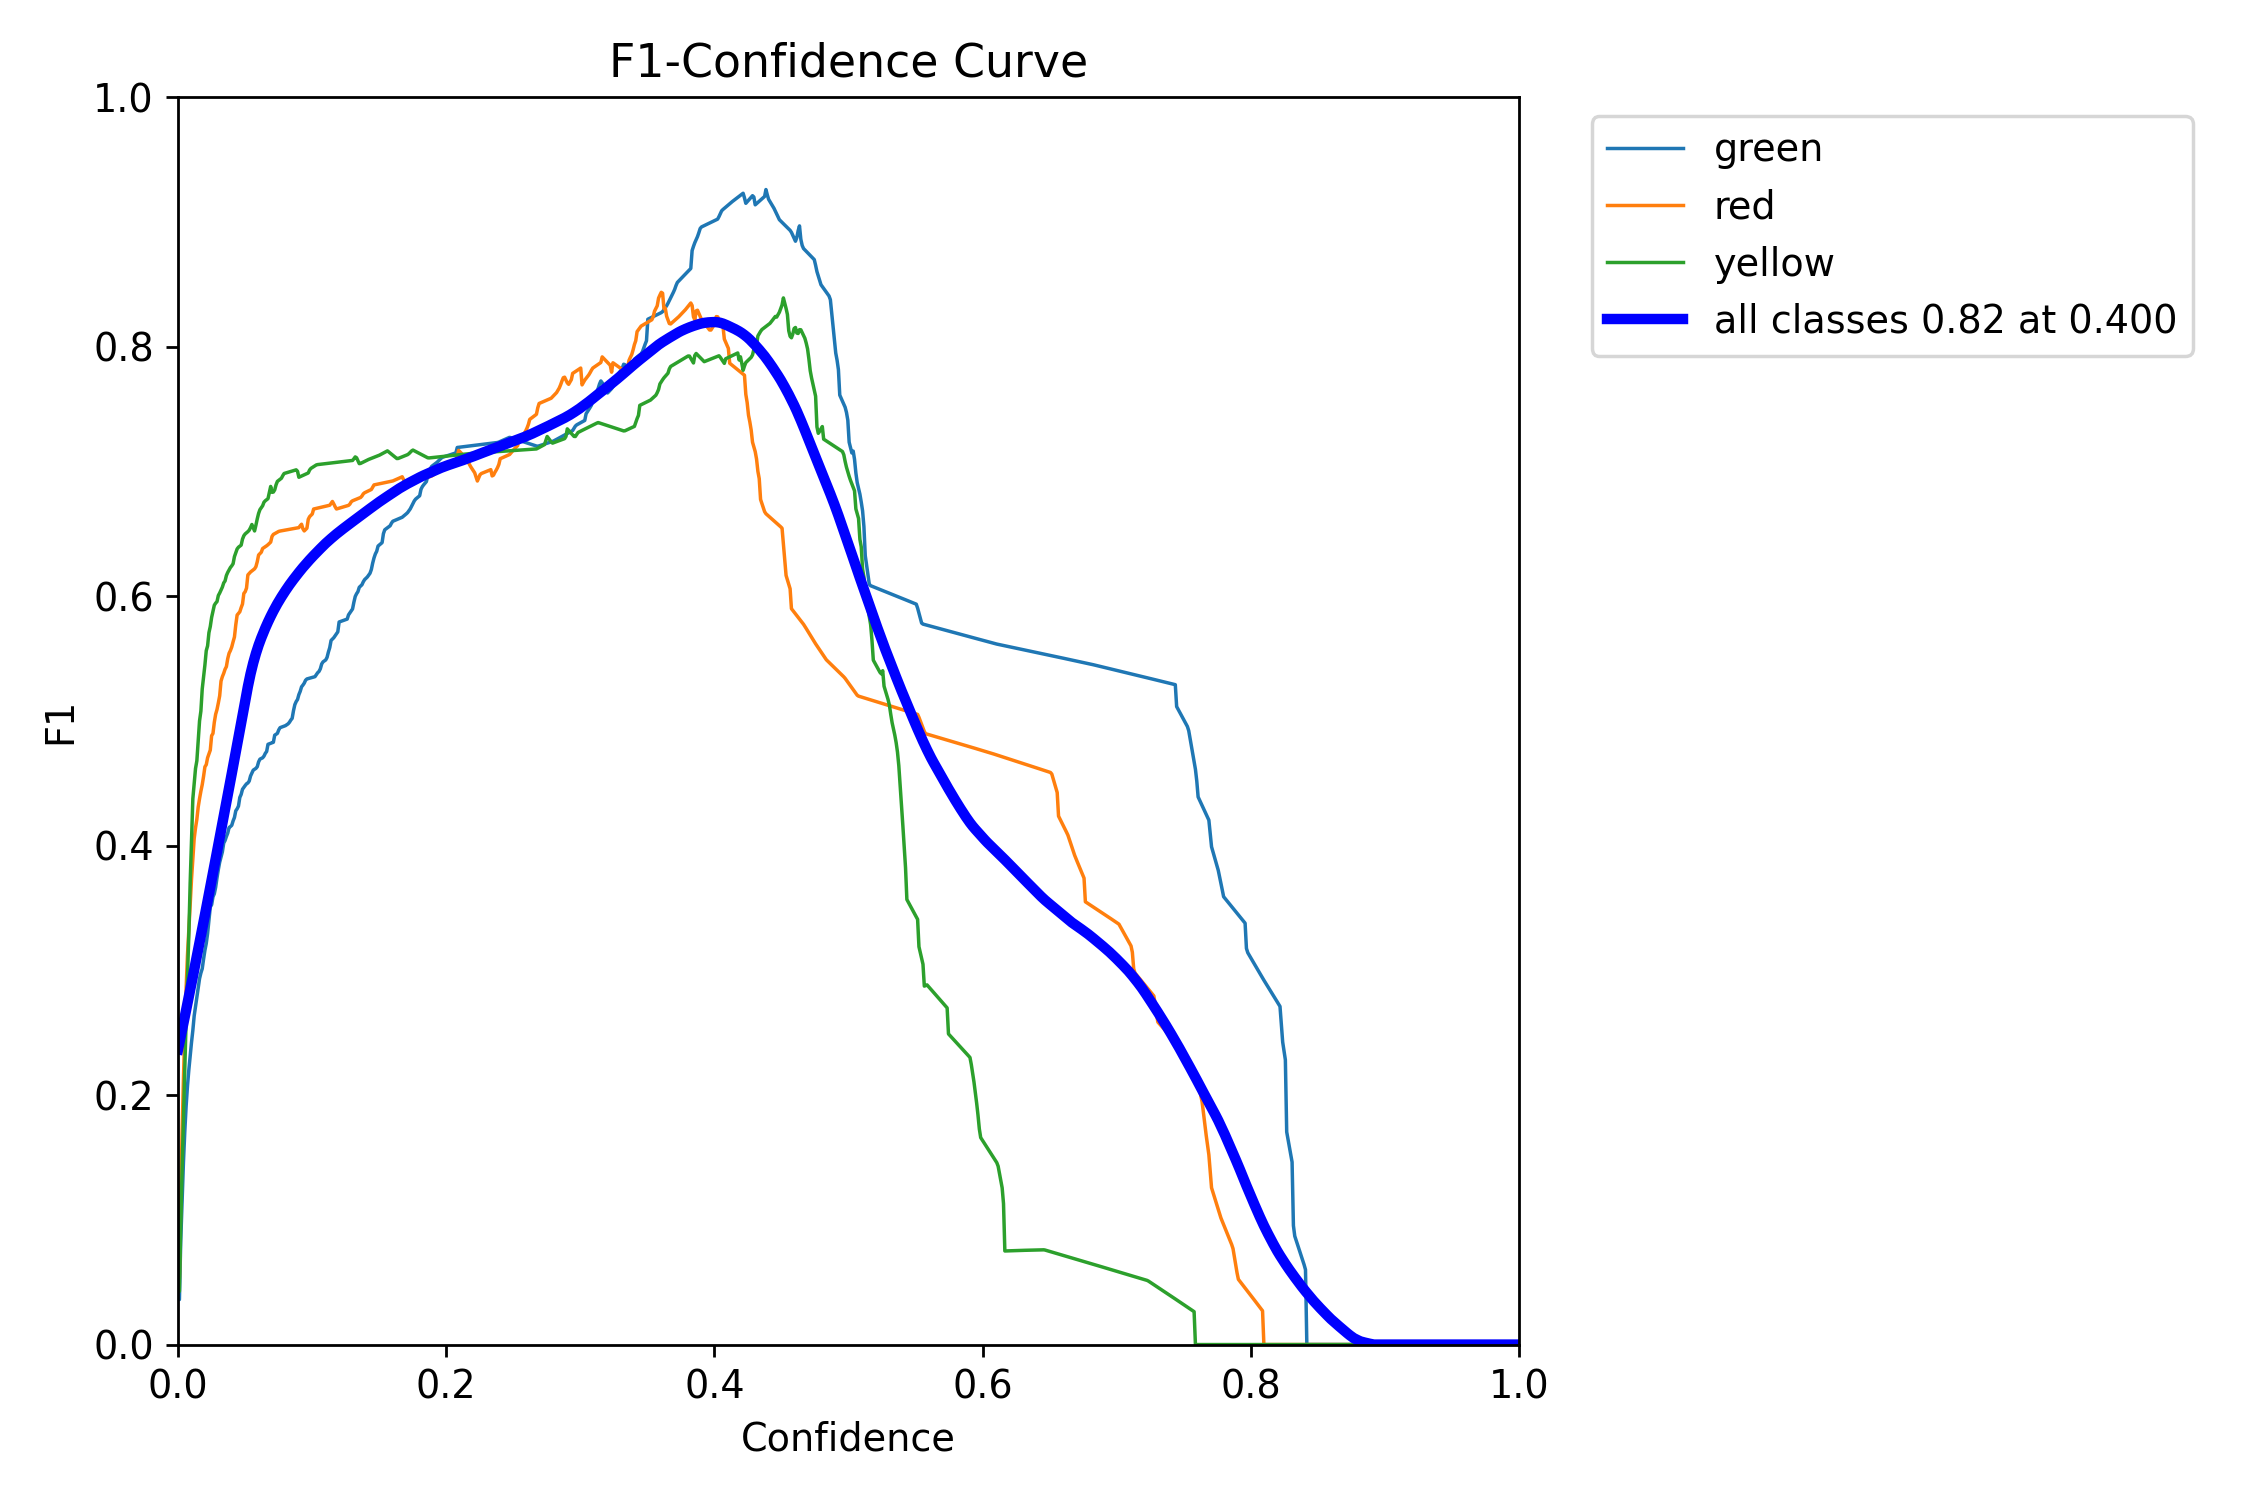 F1-Confidence Curve
1.0
0.8
0.6
0.4
0.2
0.0
F1
0.0 0.2 0.4 0.6 0.8 1.0
Confidence
green
red
yellow
all classes 0.82 at 0.400